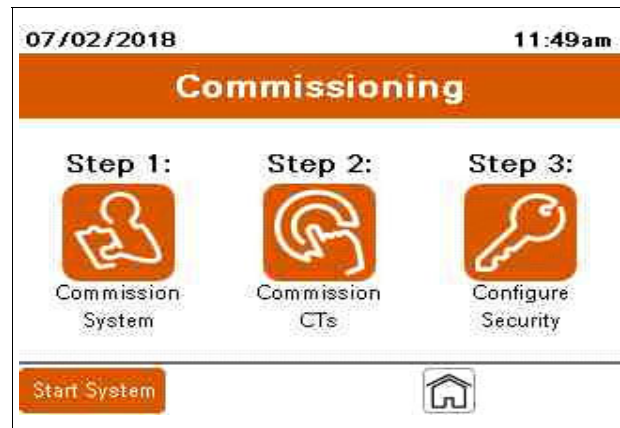 07/02/2018 11:49am
Commissioning
Step 1: Step 2: Step 3:
Commission Commission Configure
System CTs Security
Start System